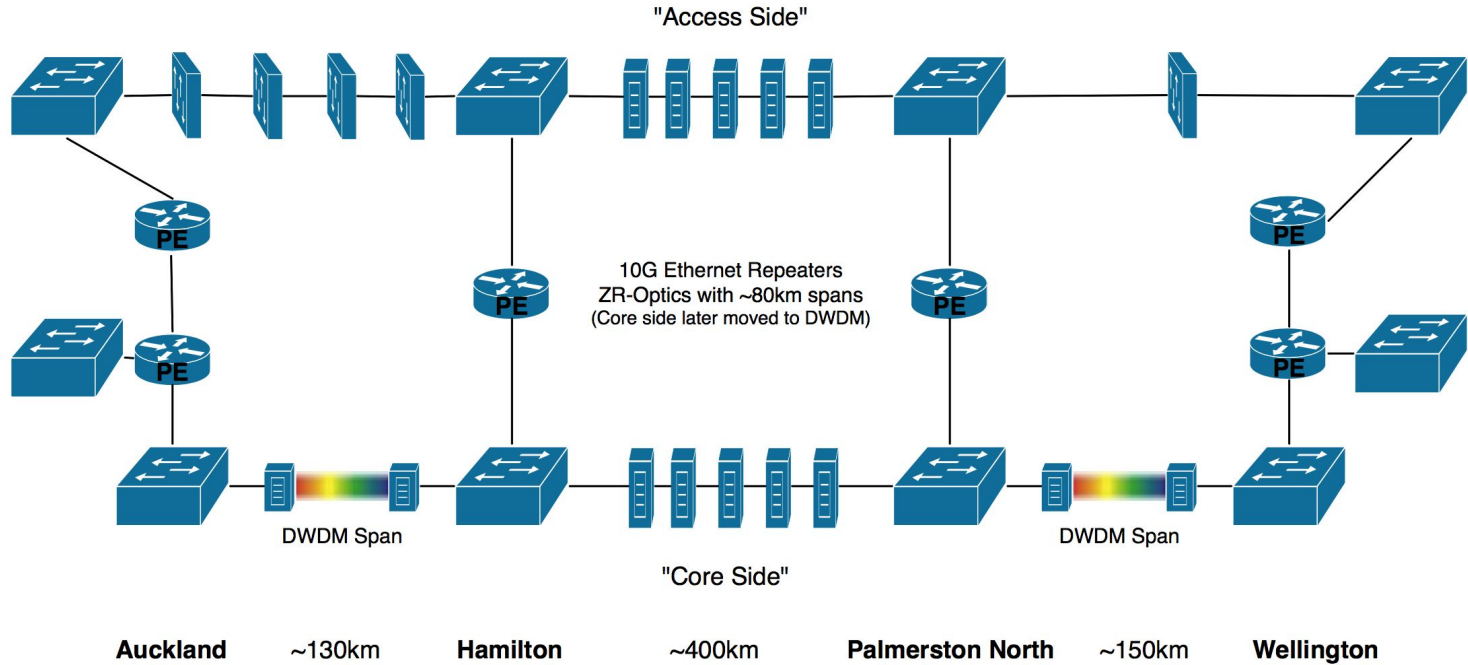 "Access Side"
PE
PE
10G Ethernet Repeaters
ZR-Optics with ~80km spans
(Core side later moved to DWDM)
PE
PE
PE
PE
DWDM Span
DWDM Span
"Core Side"
Auckland ~130km Hamilton ~400km Palmerston North ~150km Wellington